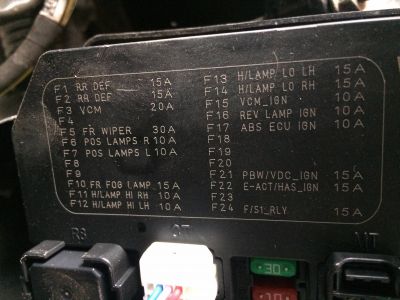 F1 RR DEF 15A
F2 RR DEF 15A
F3 VCM 20A
F4
F5 FR WIPER 30A
F6 POS LAMPS R 10A
F7 POS LAMPS L 10A
F8
F9
F10 FR FOG LAMP 15A
F11 H/LAMP HI RH 10A
F12 H/LAMP HI LH 10A
F13 H/LAMP LO LH 15A
F14 H/LAMP LO RH 15A
F15 VCM_IGN 10A
F16 REV LAMP IGN 10A
F17 ABS ECU IGN 10A
F18
F19
F20
F21 PBW/VDC_IGN 15A
F22 E-ACT/HAS_IGN 15A
F23
F24 F/S1_RLY 15A
30